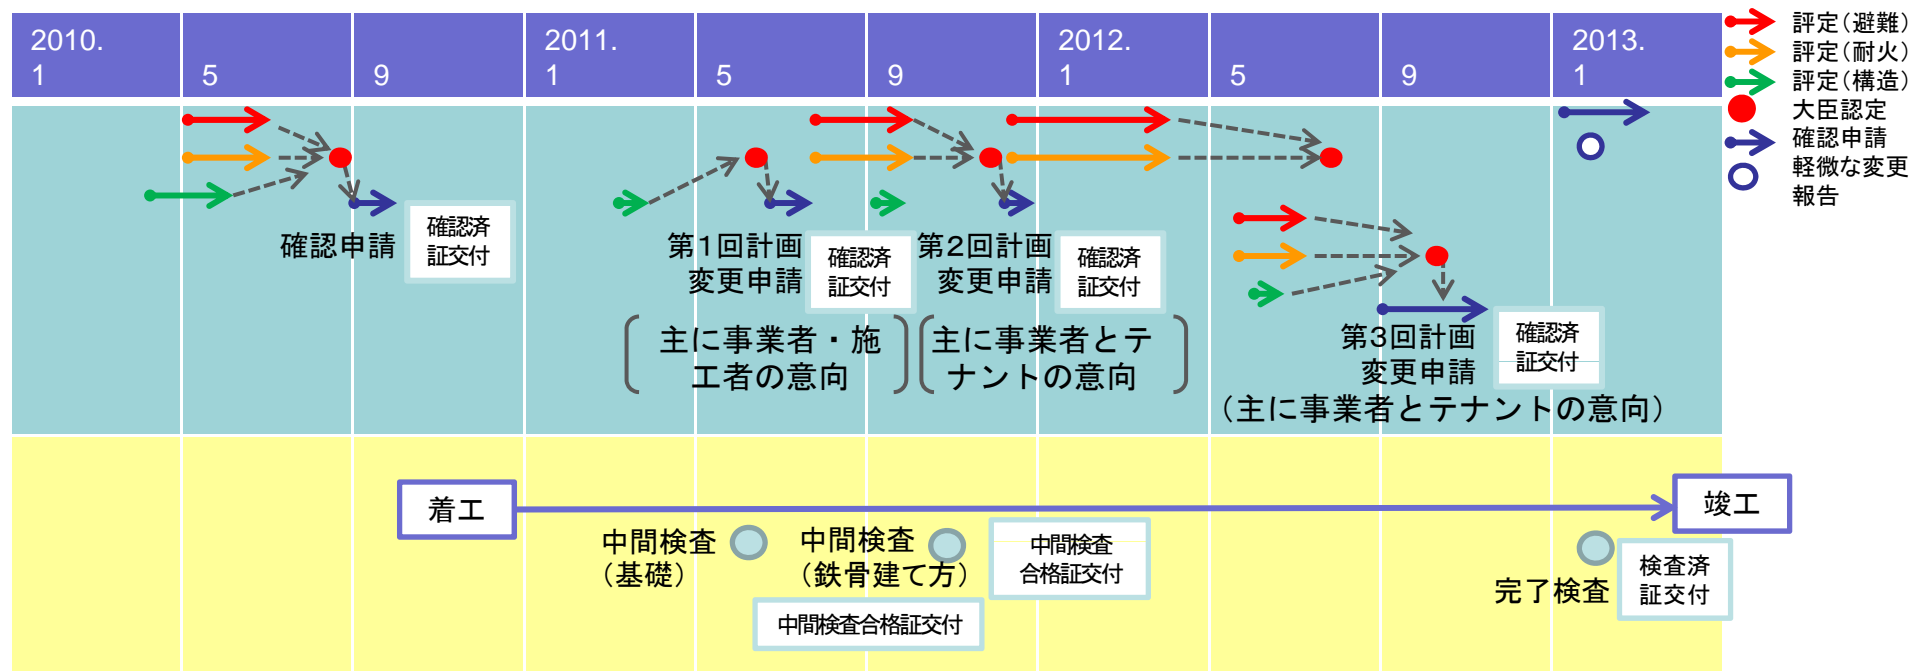 2010.
1
5
9
2011.
1
5
9
2012.
1
5
9
2013.
1
評定(避難)
評定(耐火)
評定(構造)
大臣認定
確認申請
軽微な変更
報告
確認申請
確認済
証交付
第1回計画
変更申請
確認済
証交付
第2回計画
変更申請
確認済
証交付
主に事業者・施
工者の意向
主に事業者とテ
ナントの意向
第3回計画
変更申請
確認済
証交付
(主に事業者とテナントの意向)
着工
竣工
中間検査
(基礎)
中間検査
(鉄骨建て方)
中間検査
合格証交付
中間検査合格証交付
完了検査
検査済
証交付